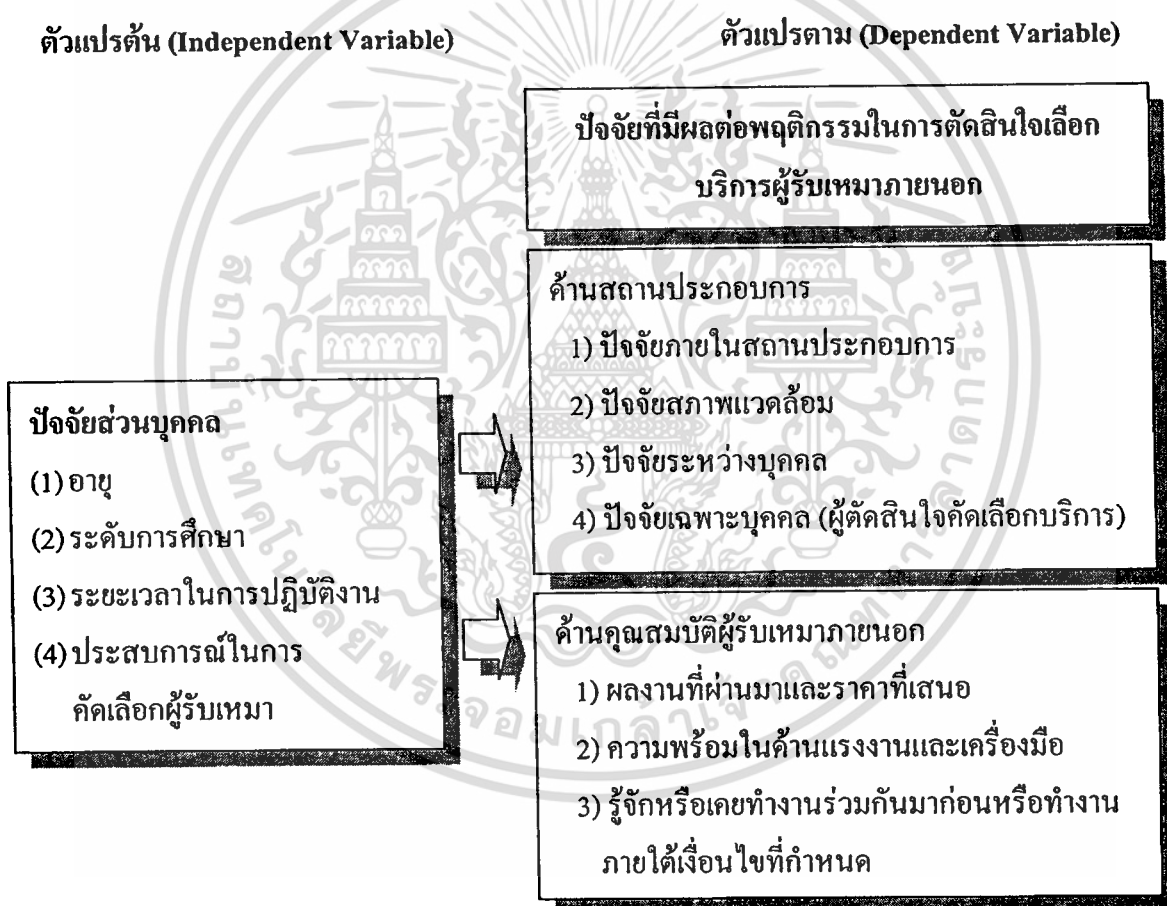 ตัวแปรต้น (Independent Variable)
ตัวแปรตาม (Dependent Variable)
ปัจจัยที่มีผลต่อพฤติกรรมในการตัดสินใจเลือก
บริการผู้รับเหมาภายนอก
ปัจจัยส่วนบุคคล
(1) อายุ
(2) ระดับการศึกษา
(3) ระยะเวลาในการปฏิบัติงาน
(4) ประสบการณ์ในการ
คัดเลือกผู้รับเหมา
ด้านสถานประกอบการ
1) ปัจจัยภายในสถานประกอบการ
2) ปัจจัยสภาพแวดล้อม
3) ปัจจัยระหว่างบุคคล
4) ปัจจัยเฉพาะบุคคล (ผู้ตัดสินใจคัดเลือกบริการ)
ด้านคุณสมบัติผู้รับเหมาภายนอก
1) ผลงานที่ผ่านมาและราคาที่เสนอ
2) ความพร้อมในด้านแรงงานและเครื่องมือ
3) รู้จักหรือเคยทำงานร่วมกันมาก่อนหรือทำงาน
ภายใต้เงื่อนไขที่กำหนด